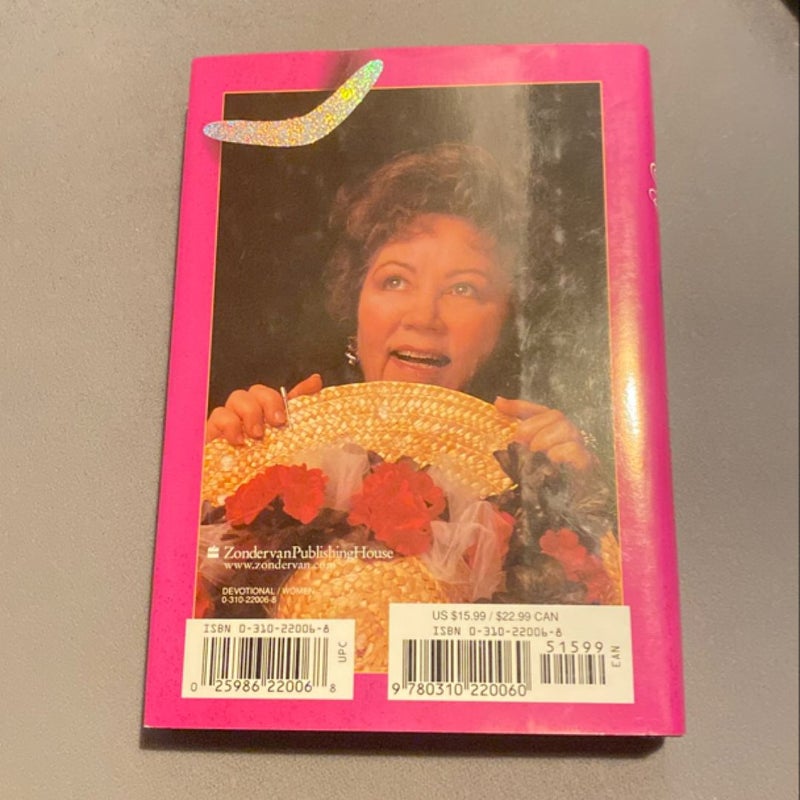 ZondervanPublishingHouse
www.zondervan.com
DEVOTIONAL / WOMEN
0-310-22006-8
ISBN 0-310-22006-8
UPC
0 25986 22006 8
US $15.99 / $22.99 CAN
ISBN 0-310-22006-8
51599
EAN
9 780310 220060